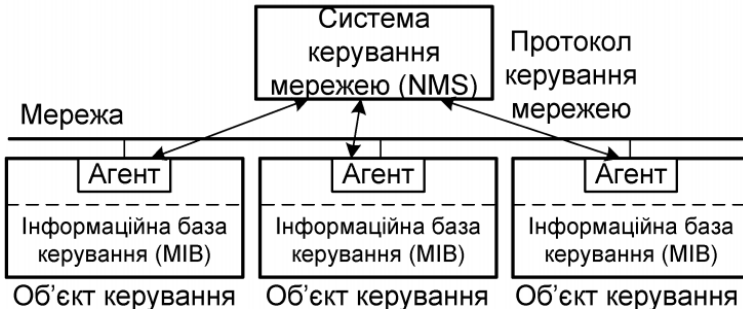 Система
керування
мережею (NMS)
Протокол
керування
мережею
Мережа
Агент
Агент
Агент
Інформаційна база
керування (MIB)
Інформаційна база
керування (MIB)
Інформаційна база
керування (MIB)
Об’єкт керування
Об’єкт керування
Об’єкт керування